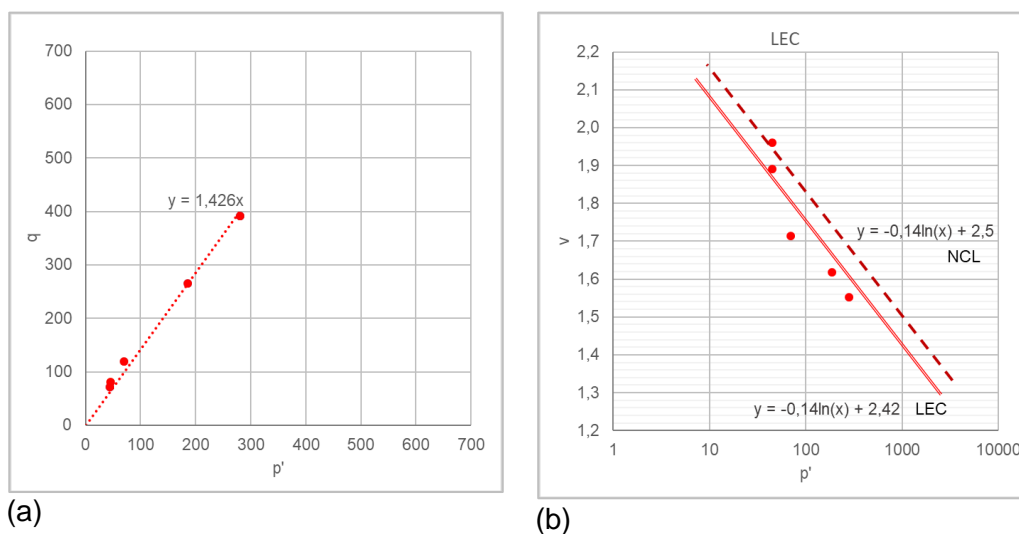 700
600
500
400
300
200
100
0
q
y = 1,426x
0 100 200 300 400 500 600 700
p'
(a)
LEC
2,2
2,1
2,0
1,9
1,8
1,7
1,6
1,5
1,4
1,3
1,2
v
y = -0,14ln(x) + 2,5
NCL
y = -0,14ln(x) + 2,42 LEC
1 10 100 1000 10000
p'
(b)